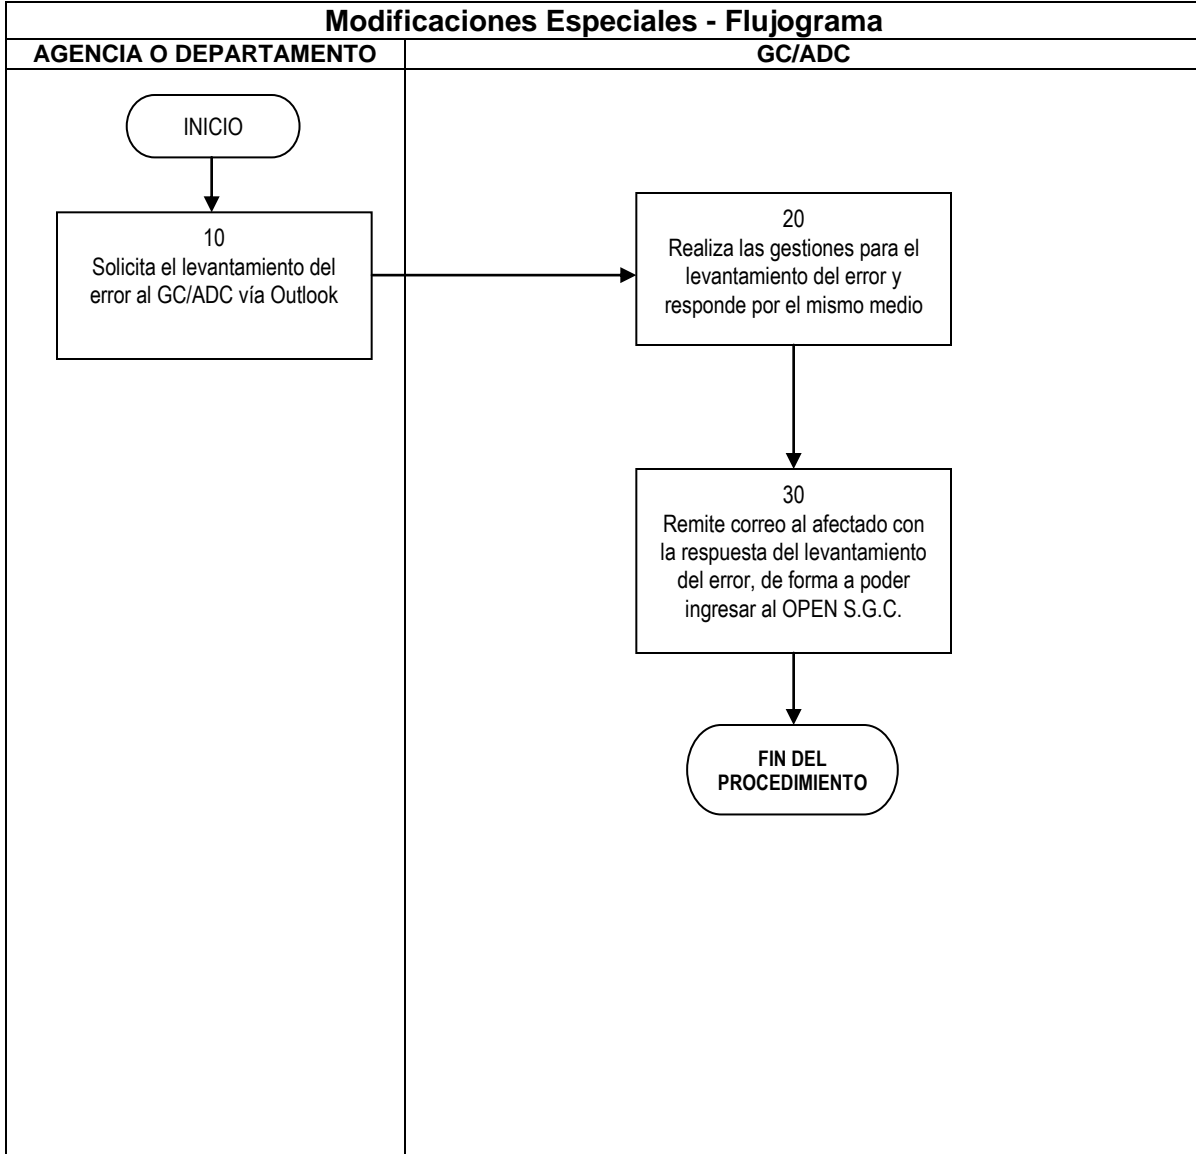 Modificaciones Especiales - Flujograma
AGENCIA O DEPARTAMENTO
GC/ADC
INICIO
10
Solicita el levantamiento del
error al GC/ADC vía Outlook
20
Realiza las gestiones para el
levantamiento del error y
responde por el mismo medio
30
Remite correo al afectado con
la respuesta del levantamiento
del error, de forma a poder
ingresar al OPEN S.G.C.
FIN DEL
PROCEDIMIENTO